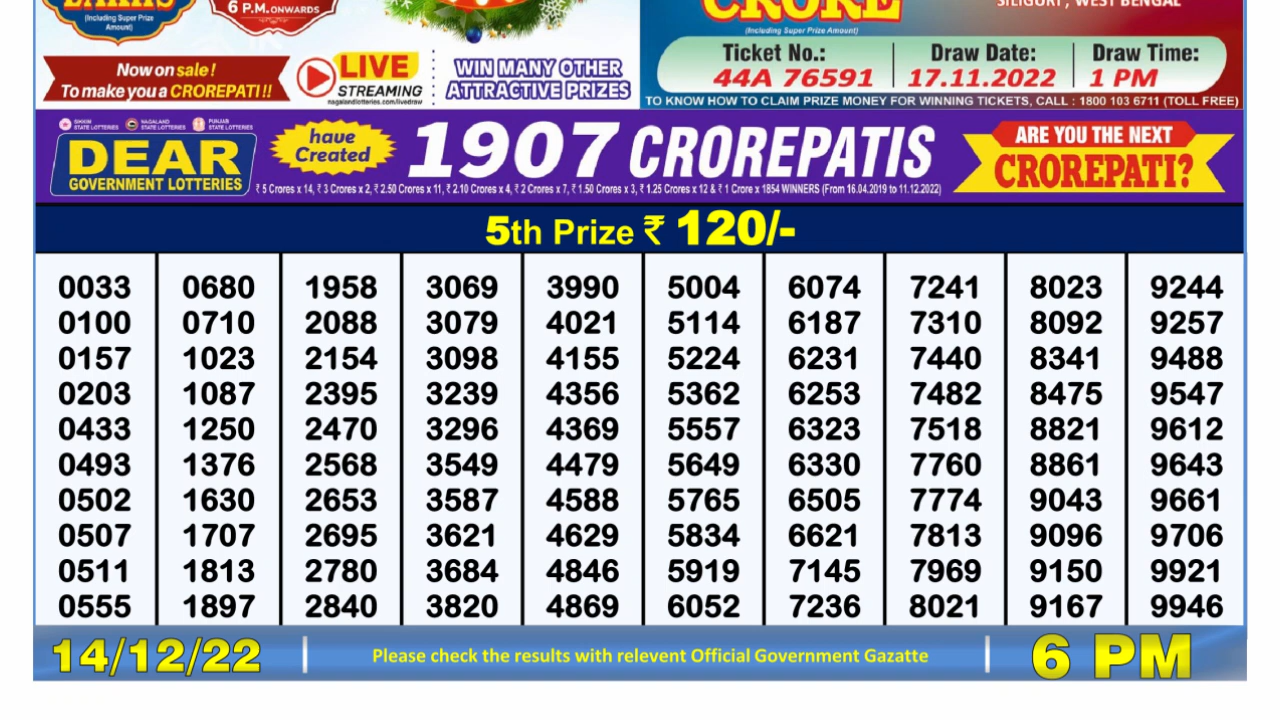 (Including Super Prize
Amount)
6 P.M. ONWARDS
CRORE
(Including Super Prize Amount)
SILIGURI, WEST BENGAL
Now on sale!
To make you a CROREPATI!!
LIVE
STREAMING
nagalandlotteries.com/livedraw
WIN MANY OTHER
ATTRACTIVE PRIZES
Ticket No.: Draw Date: Draw Time:
44A 76591 17.11.2022 1 PM
TO KNOW HOW TO CLAIM PRIZE MONEY FOR WINNING TICKETS, CALL : 1800 103 6711 (TOLL FREE)
SIKKIM STATE LOTTERIES NAGALAND STATE LOTTERIES PUNJAB STATE LOTTERIES
DEAR
GOVERNMENT LOTTERIES
have
Created
1907 CROREPATIS
₹ 5 Crores x 14, ₹ 3 Crores x 2, ₹ 2.50 Crores x 11, ₹ 2.10 Crores x 4, ₹ 2 Crores x 7, ₹ 1.50 Crores x 3, ₹ 1.25 Crores x 12 & ₹ 1 Crore x 1854 WINNERS (From 16.04.2019 to 11.12.2022)
ARE YOU THE NEXT
CROREPATI?
5th Prize ₹ 120/-
0033 0680 1958 3069 3990 5004 6074 7241 8023 9244
0100 0710 2088 3079 4021 5114 6187 7310 8092 9257
0157 1023 2154 3098 4155 5224 6231 7440 8341 9488
0203 1087 2395 3239 4356 5362 6253 7482 8475 9547
0433 1250 2470 3296 4369 5557 6323 7518 8821 9612
0493 1376 2568 3549 4479 5649 6330 7760 8861 9643
0502 1630 2653 3587 4588 5765 6505 7774 9043 9661
0507 1707 2695 3621 4629 5834 6621 7813 9096 9706
0511 1813 2780 3684 4846 5919 7145 7969 9150 9921
0555 1897 2840 3820 4869 6052 7236 8021 9167 9946
14/12/22 Please check the results with relevent Official Government Gazatte 6 PM